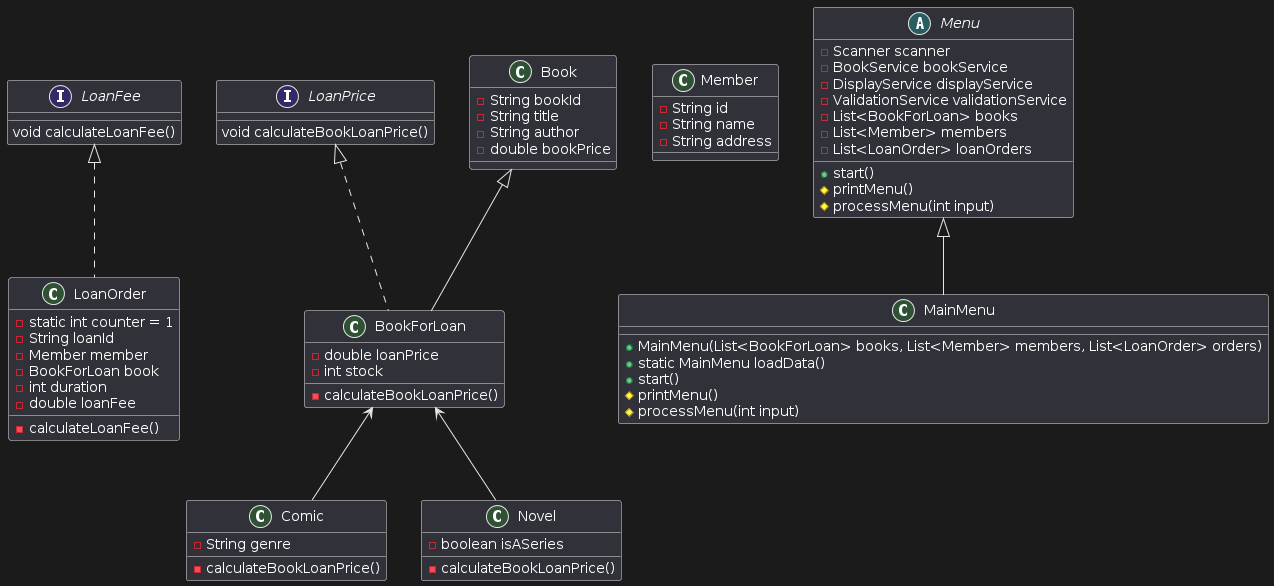 I LoanFee
void calculateLoanFee()
I LoanPrice
void calculateBookLoanPrice()
C Book
String bookId
String title
String author
double bookPrice
C Member
String id
String name
String address
A Menu
Scanner scanner
BookService bookService
DisplayService displayService
ValidationService validationService
List<BookForLoan> books
List<Member> members
List<LoanOrder> loanOrders
start()
printMenu()
processMenu(int input)
C LoanOrder
static int counter = 1
String loanId
Member member
BookForLoan book
int duration
double loanFee
calculateLoanFee()
C BookForLoan
double loanPrice
int stock
calculateBookLoanPrice()
C MainMenu
MainMenu(List<BookForLoan> books, List<Member> members, List<LoanOrder> orders)
static MainMenu loadData()
start()
printMenu()
processMenu(int input)
C Comic
String genre
calculateBookLoanPrice()
C Novel
boolean isASeries
calculateBookLoanPrice()